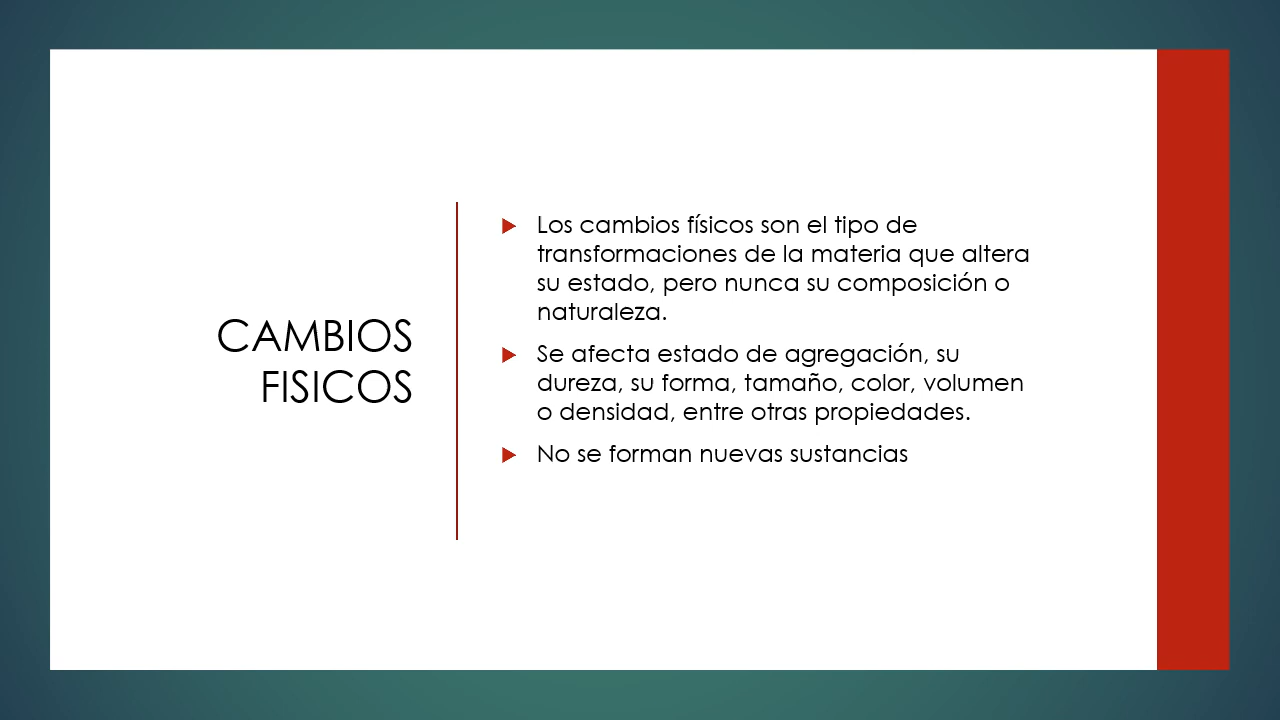 CAMBIOS
FISICOS
Los cambios físicos son el tipo de
transformaciones de la materia que altera
su estado, pero nunca su composición o
naturaleza.
Se afecta estado de agregación, su
dureza, su forma, tamaño, color, volumen
o densidad, entre otras propiedades.
No se forman nuevas sustancias